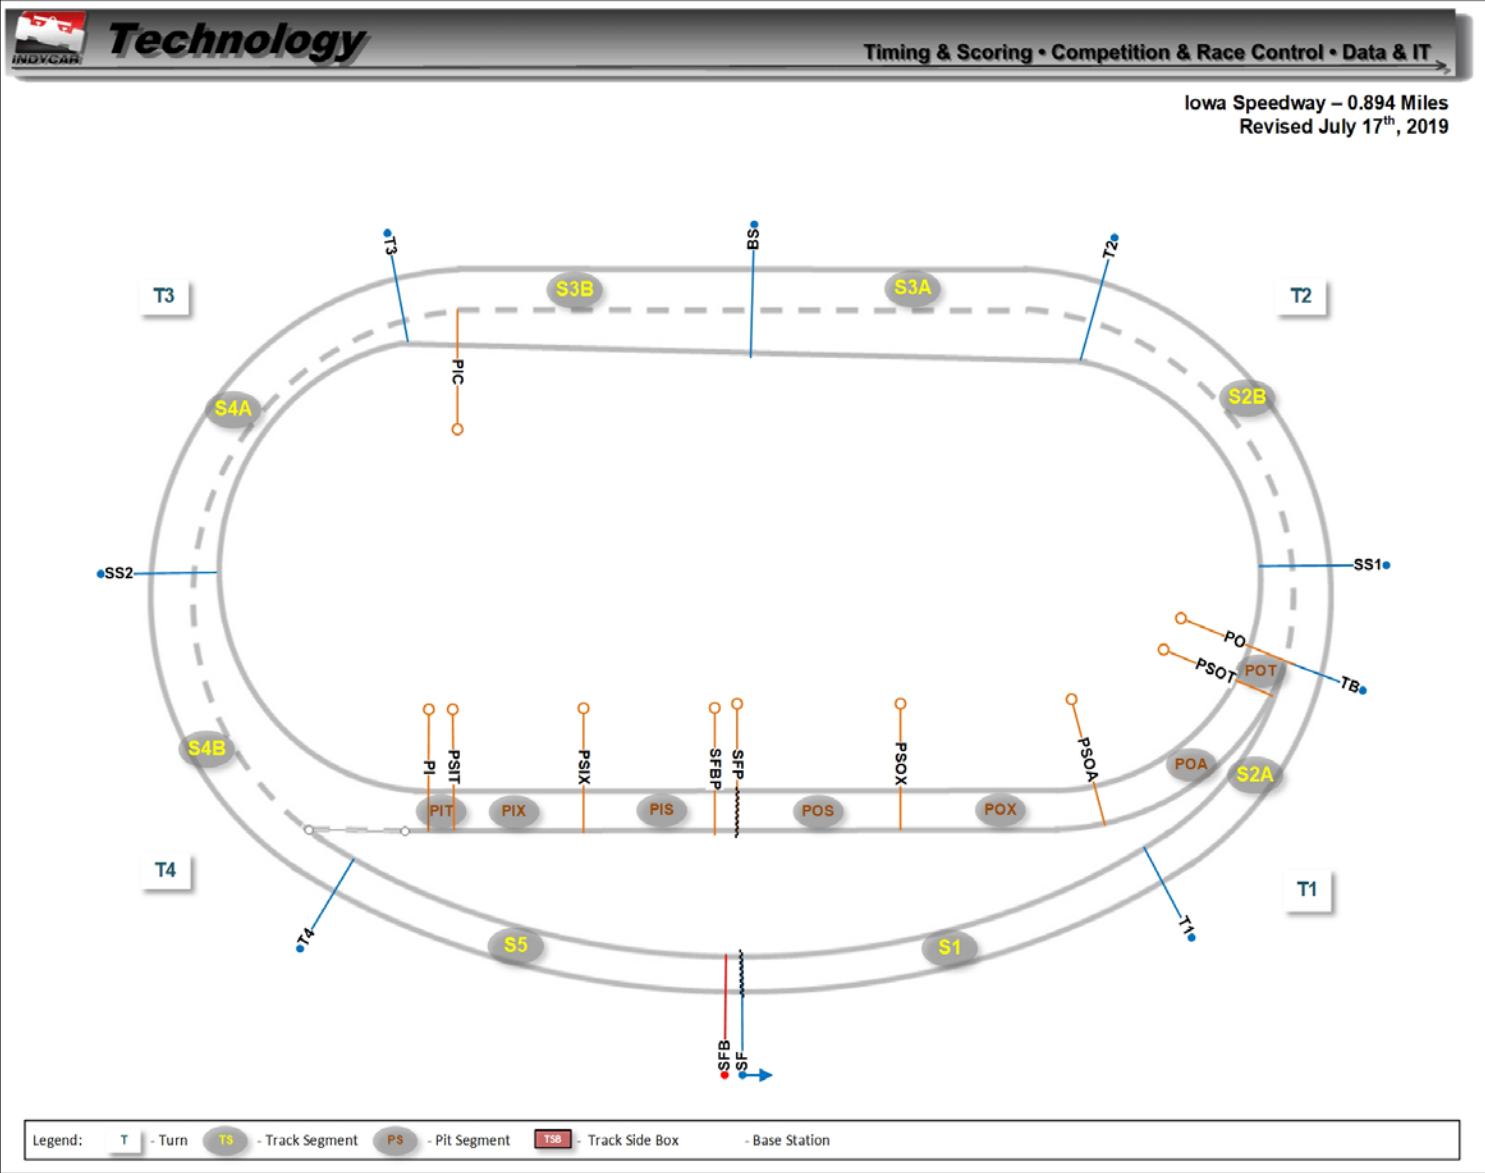 INDYCAR
Technology
Timing & Scoring • Competition & Race Control • Data & IT
Iowa Speedway – 0.894 Miles
Revised July 17th, 2019
T3
BS
T2
T3
S3B
S3A
T2
PIC
S4A
S2B
SS2
SS1
PO
PSOT
POT
TB
PI
PSIT
PSIX
SFBP
SFP
PSOX
PSOA
S4B
POA
S2A
PIT
PIX
PIS
POS
POX
T4
T1
T4
T1
S5
S1
SFB
SF
Legend: T - Turn TS - Track Segment PS - Pit Segment TSB - Track Side Box - Base Station